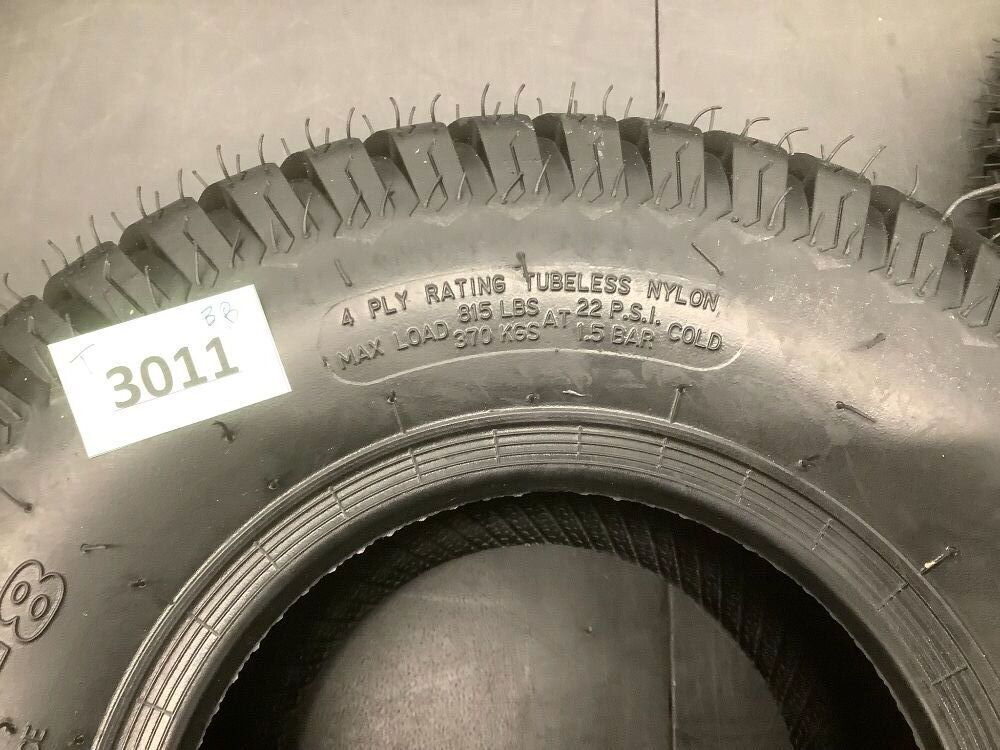 4 PLY RATING TUBELESS NYLON
MAX LOAD 815 LBS AT 22 P.S.I. COLD
370 KGS 1.5 BAR
T BB
3011
-8